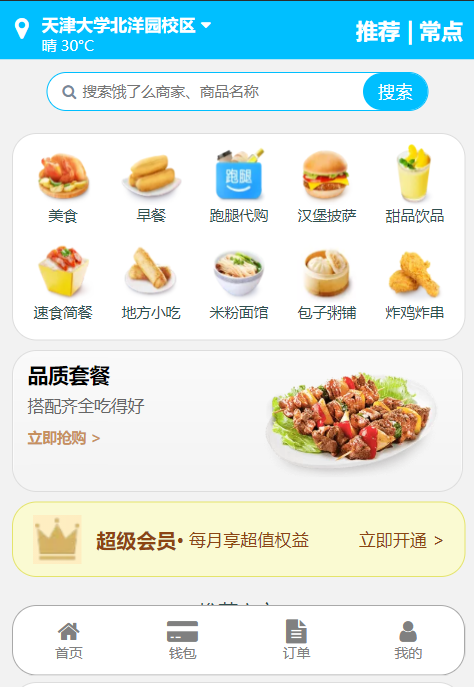 天津大学北洋园校区
晴 30°C
推荐 | 常点
搜索饿了么商家、商品名称
搜索
跑腿
美食 早餐 跑腿代购 汉堡披萨 甜品饮品
速食简餐 地方小吃 米粉面馆 包子粥铺 炸鸡炸串
品质套餐
搭配齐全吃得好
立即抢购 >
超级会员• 每月享超值权益 立即开通 >
首页 钱包 订单 我的